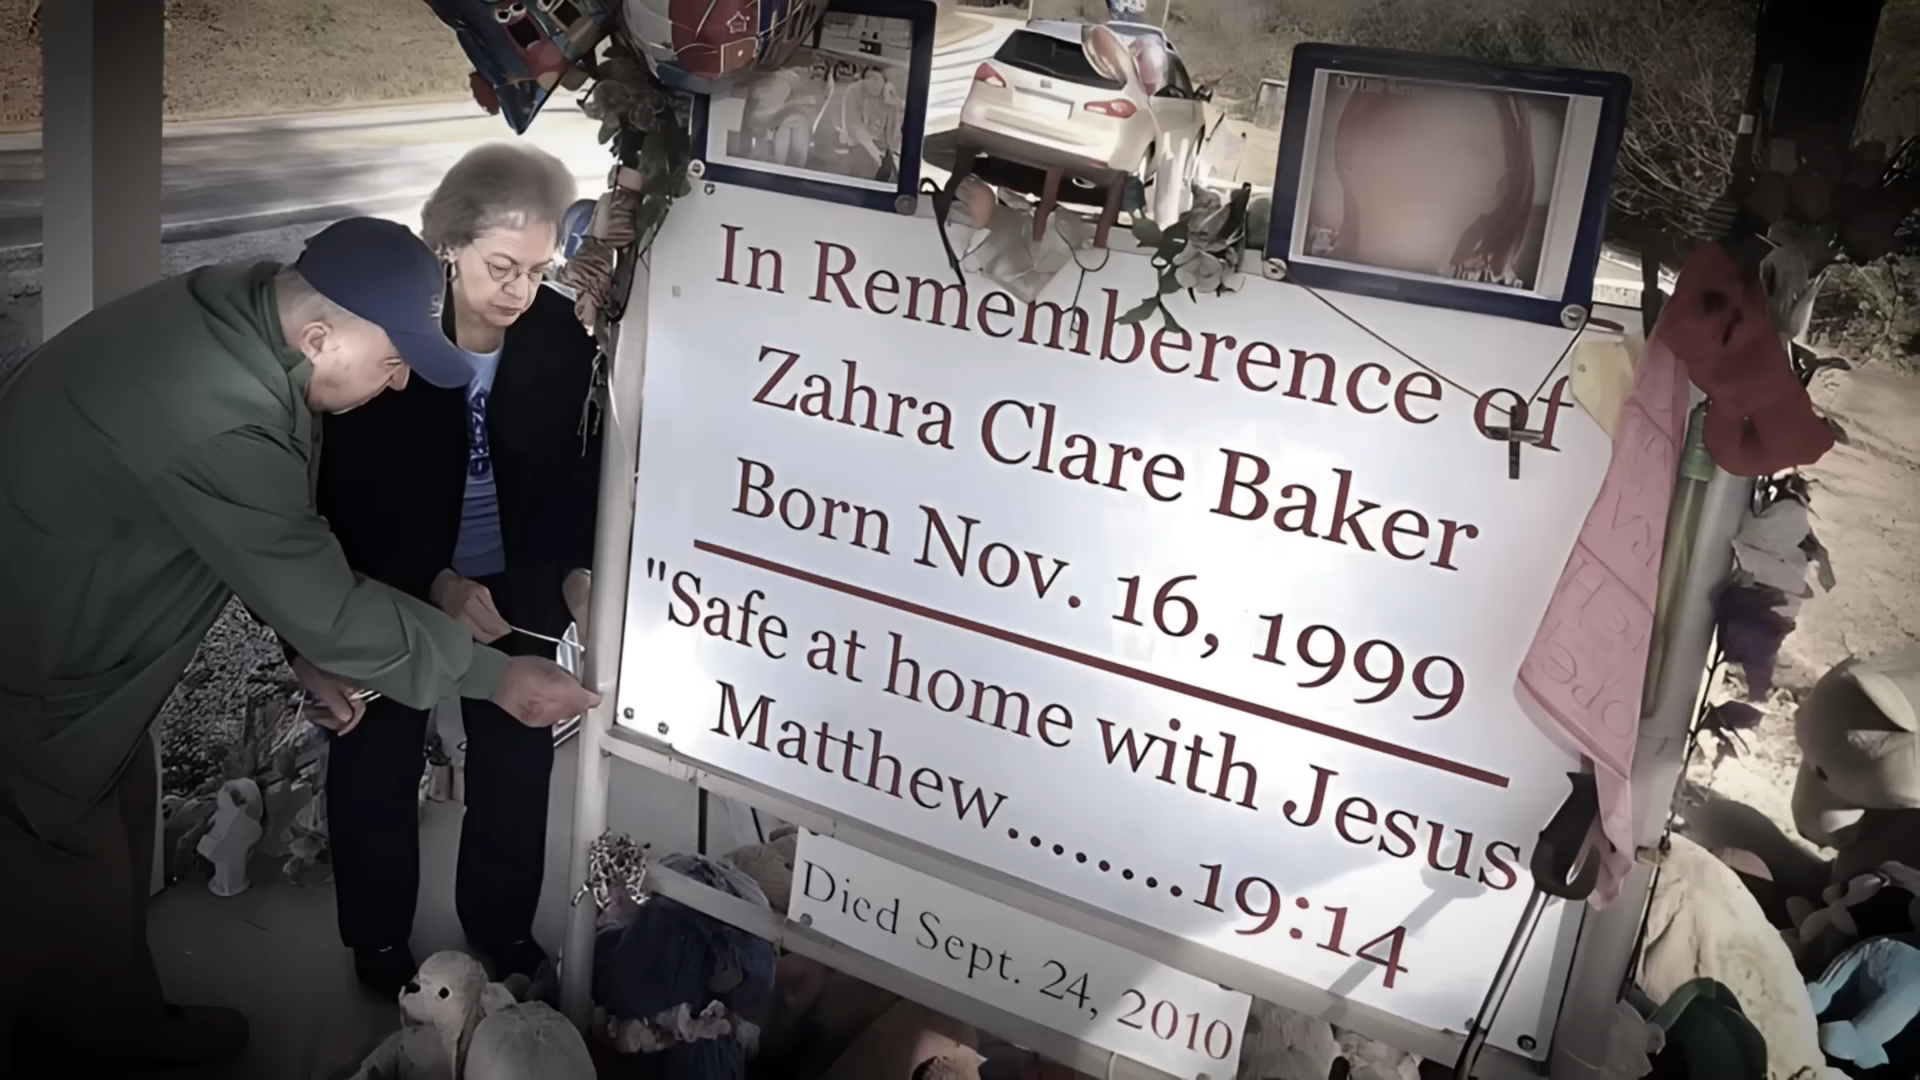 In Rememberence of
Zahra Clare Baker
Born Nov. 16, 1999
"Safe at home with Jesus
Matthew........19:14
Died Sept. 24, 2010